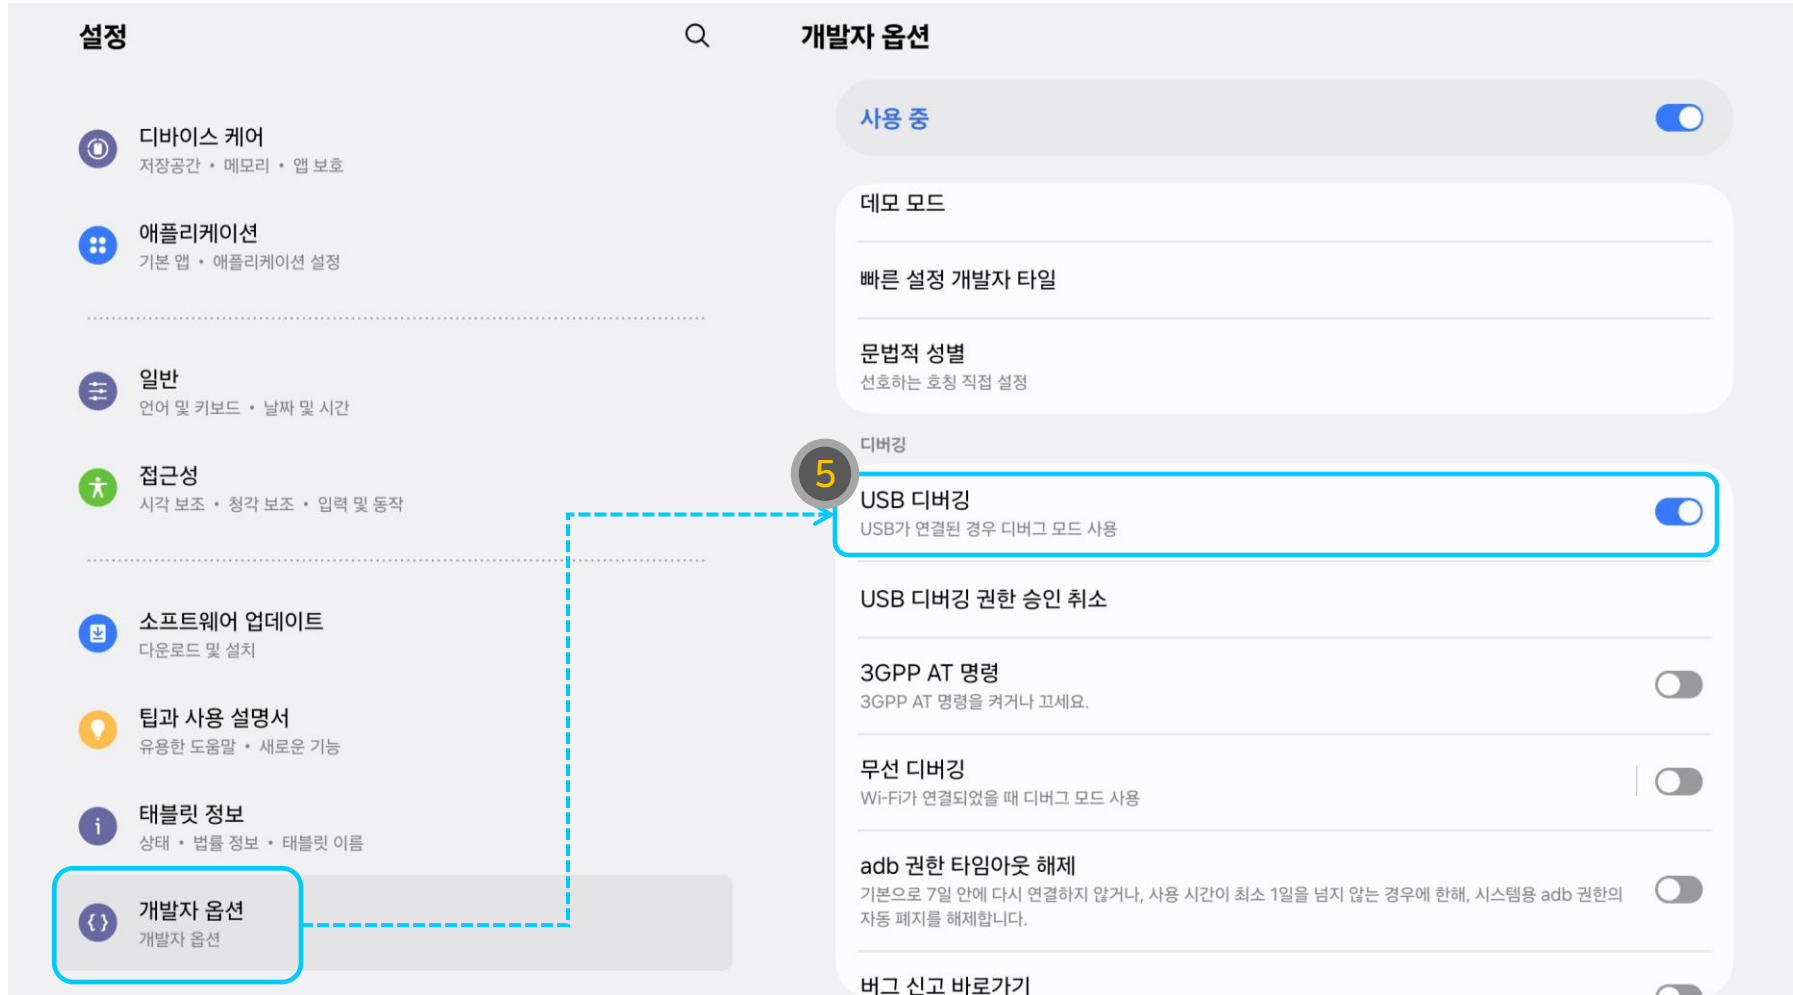 설정
디바이스 케어
저장공간 • 메모리 • 앱 보호
애플리케이션
기본 앱 • 애플리케이션 설정
일반
언어 및 키보드 • 날짜 및 시간
접근성
시각 보조 • 청각 보조 • 입력 및 동작
소프트웨어 업데이트
다운로드 및 설치
팁과 사용 설명서
유용한 도움말 • 새로운 기능
태블릿 정보
상태 • 법률 정보 • 태블릿 이름
개발자 옵션
개발자 옵션
개발자 옵션
사용 중
데모 모드
빠른 설정 개발자 타일
문법적 성별
선호하는 호칭 직접 설정
디버깅
5
USB 디버깅
USB가 연결된 경우 디버그 모드 사용
USB 디버깅 권한 승인 취소
3GPP AT 명령
3GPP AT 명령을 켜거나 끄세요.
무선 디버깅
Wi-Fi가 연결되었을 때 디버그 모드 사용
adb 권한 타임아웃 해제
기본으로 7일 안에 다시 연결하지 않거나, 사용 시간이 최소 1일을 넘지 않는 경우에 한해, 시스템용 adb 권한의
자동 폐지를 해제합니다.
버그 신고 바로가기